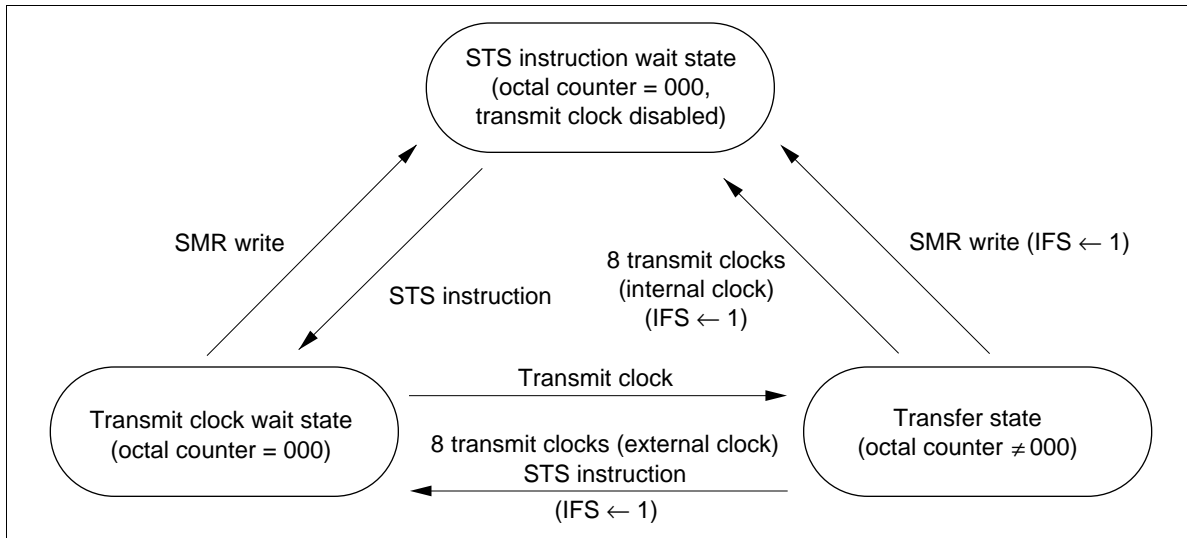 STS instruction wait state
(octal counter = 000,
transmit clock disabled)
SMR write
STS instruction
8 transmit clocks
(internal clock)
(IFS ← 1)
SMR write (IFS ← 1)
Transmit clock wait state
(octal counter = 000)
Transmit clock
8 transmit clocks (external clock)
STS instruction
(IFS ← 1)
Transfer state
(octal counter ≠ 000)